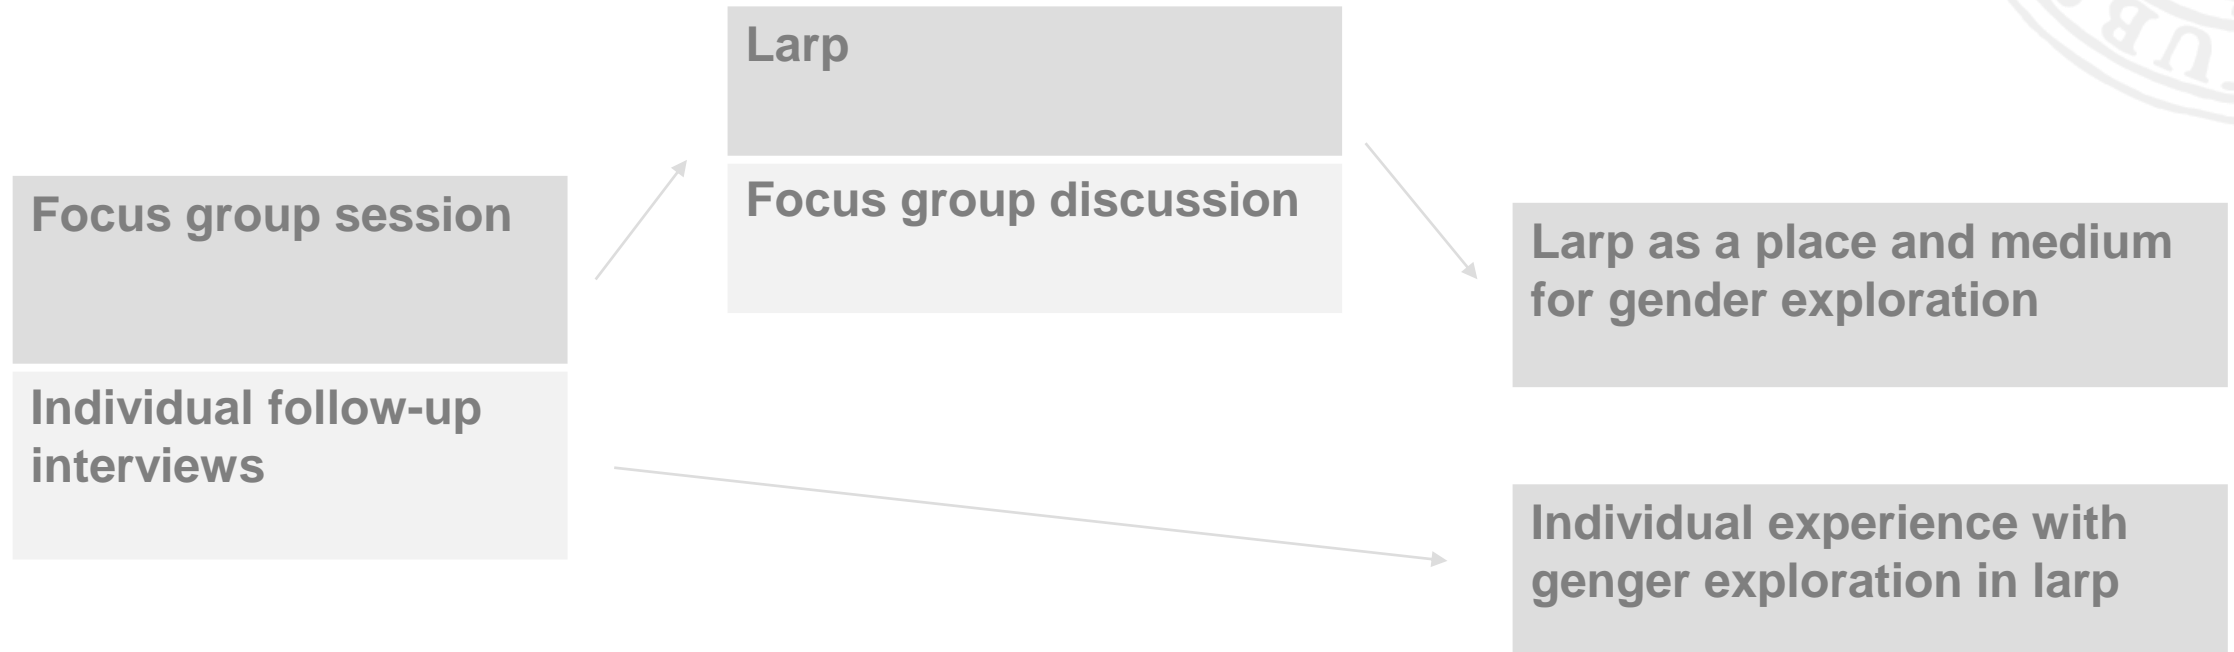 Larp
Focus group session
Focus group discussion
Larp as a place and medium
for gender exploration
Individual follow-up
interviews
Individual experience with
genger exploration in larp